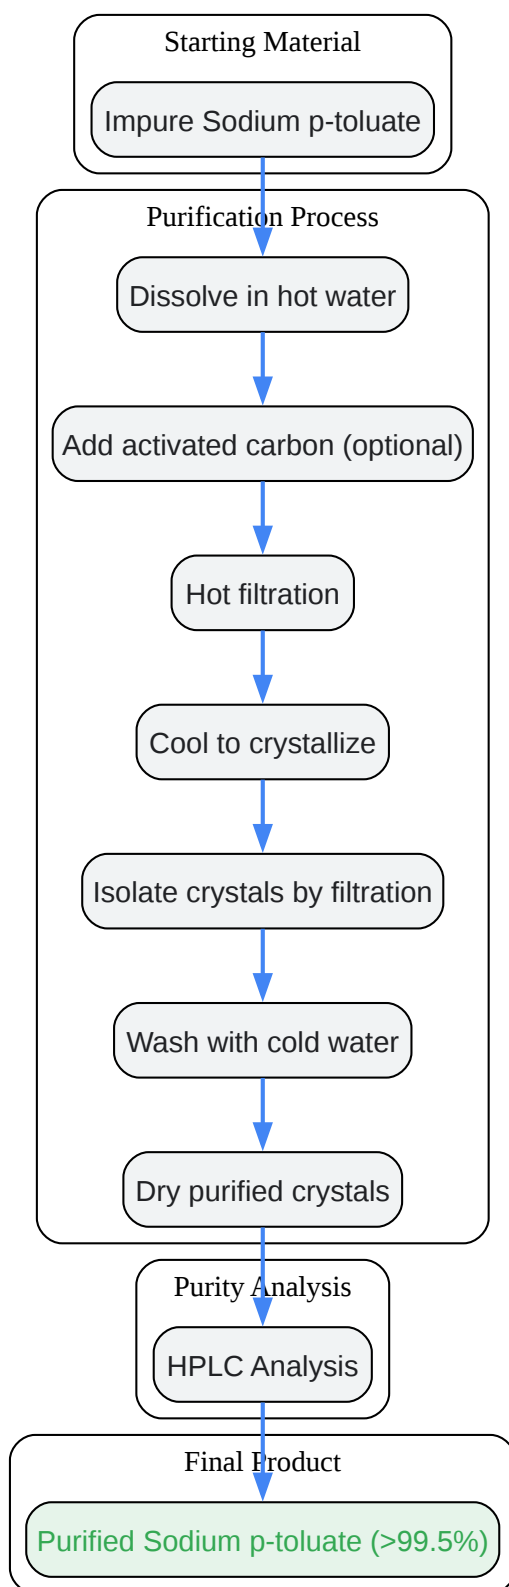 Starting Material
Impure Sodium p-toluate
Purification Process
Dissolve in hot water
Add activated carbon (optional)
Hot filtration
Cool to crystallize
Isolate crystals by filtration
Wash with cold water
Dry purified crystals
Purity Analysis
HPLC Analysis
Final Product
Purified Sodium p-toluate (>99.5%)